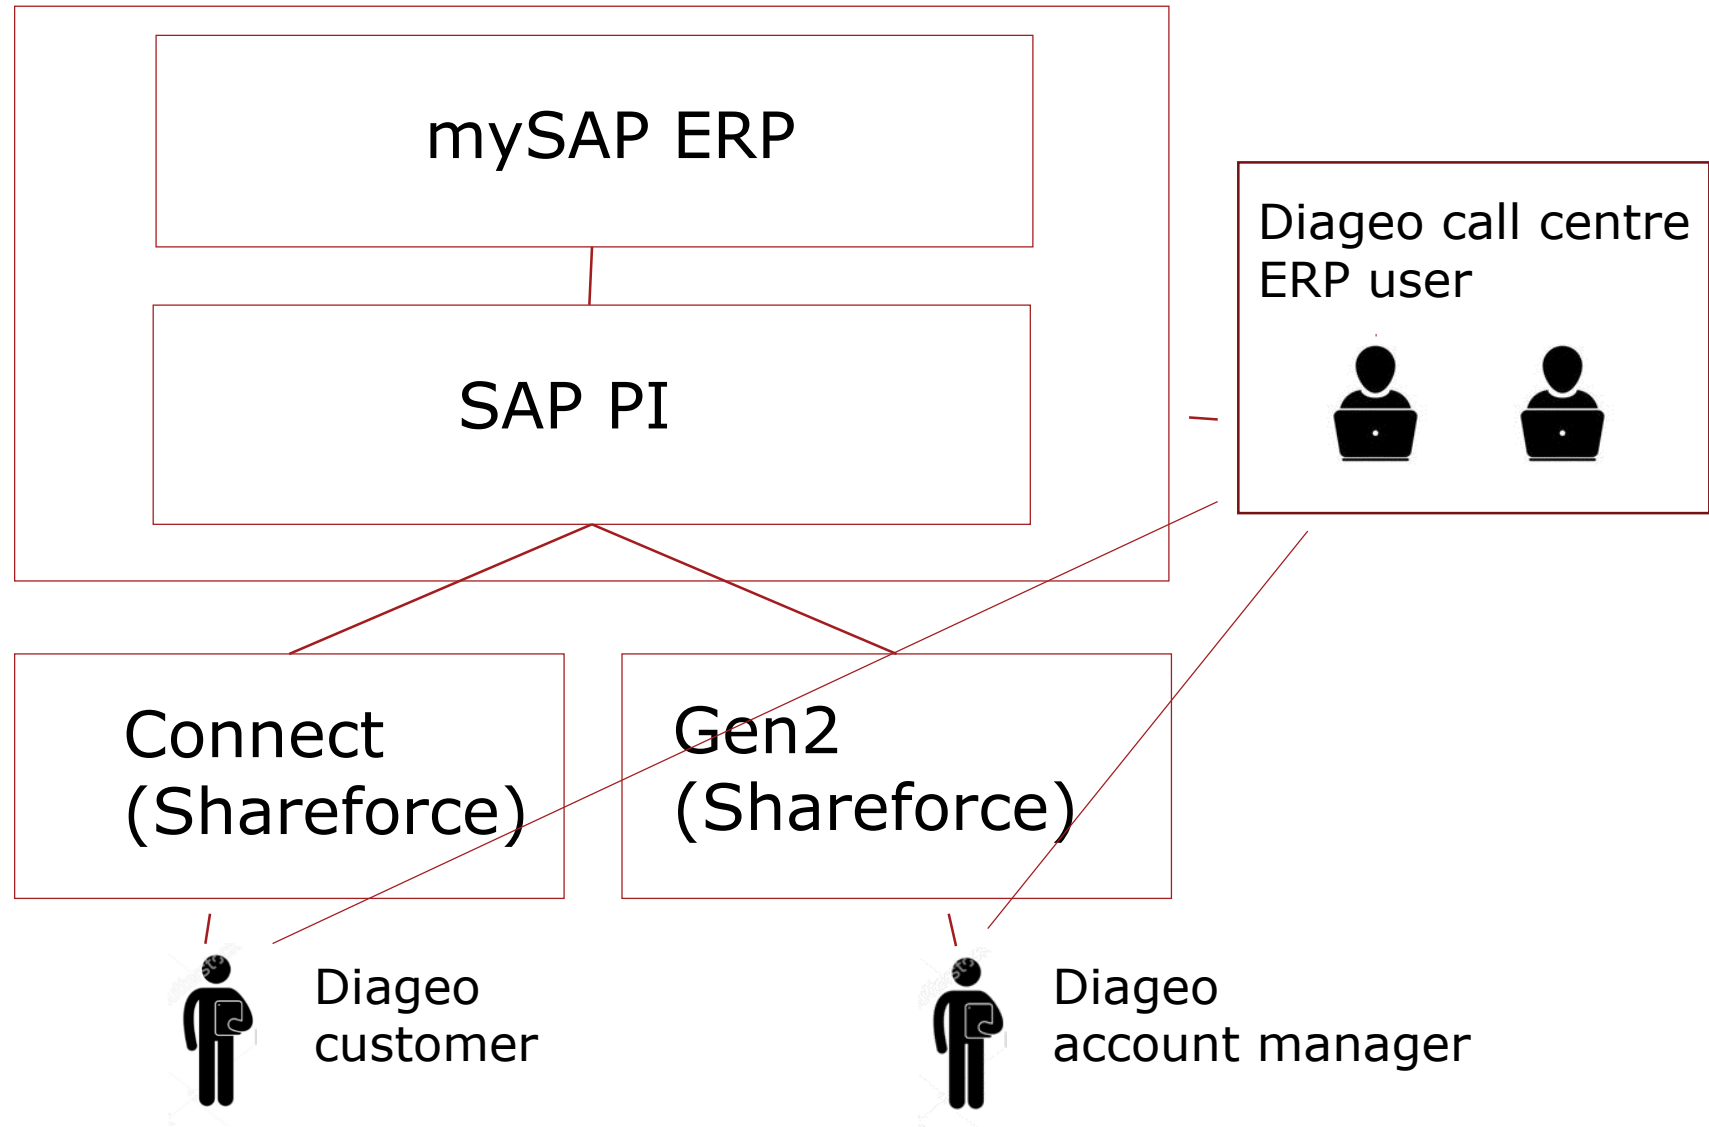 mySAP ERP
Diageo call centre
ERP user
SAP PI
Connect
(Shareforce)
Gen2
(Shareforce)
Diageo
customer
Diageo
account manager